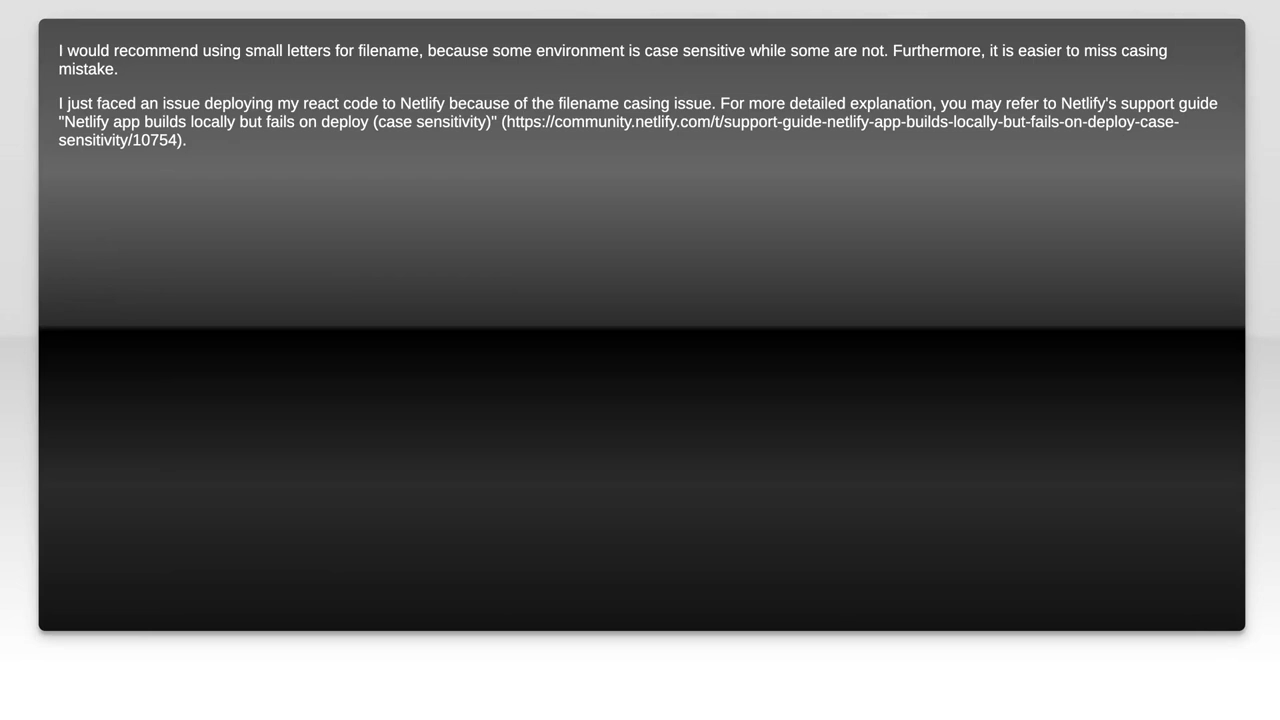 I would recommend using small letters for filename, because some environment is case sensitive while some are not. Furthermore, it is easier to miss casing
mistake.
I just faced an issue deploying my react code to Netlify because of the filename casing issue. For more detailed explanation, you may refer to Netlify's support guide
"Netlify app builds locally but fails on deploy (case sensitivity)" (https://community.netlify.com/t/support-guide-netlify-app-builds-locally-but-fails-on-deploy-case-
sensitivity/10754).